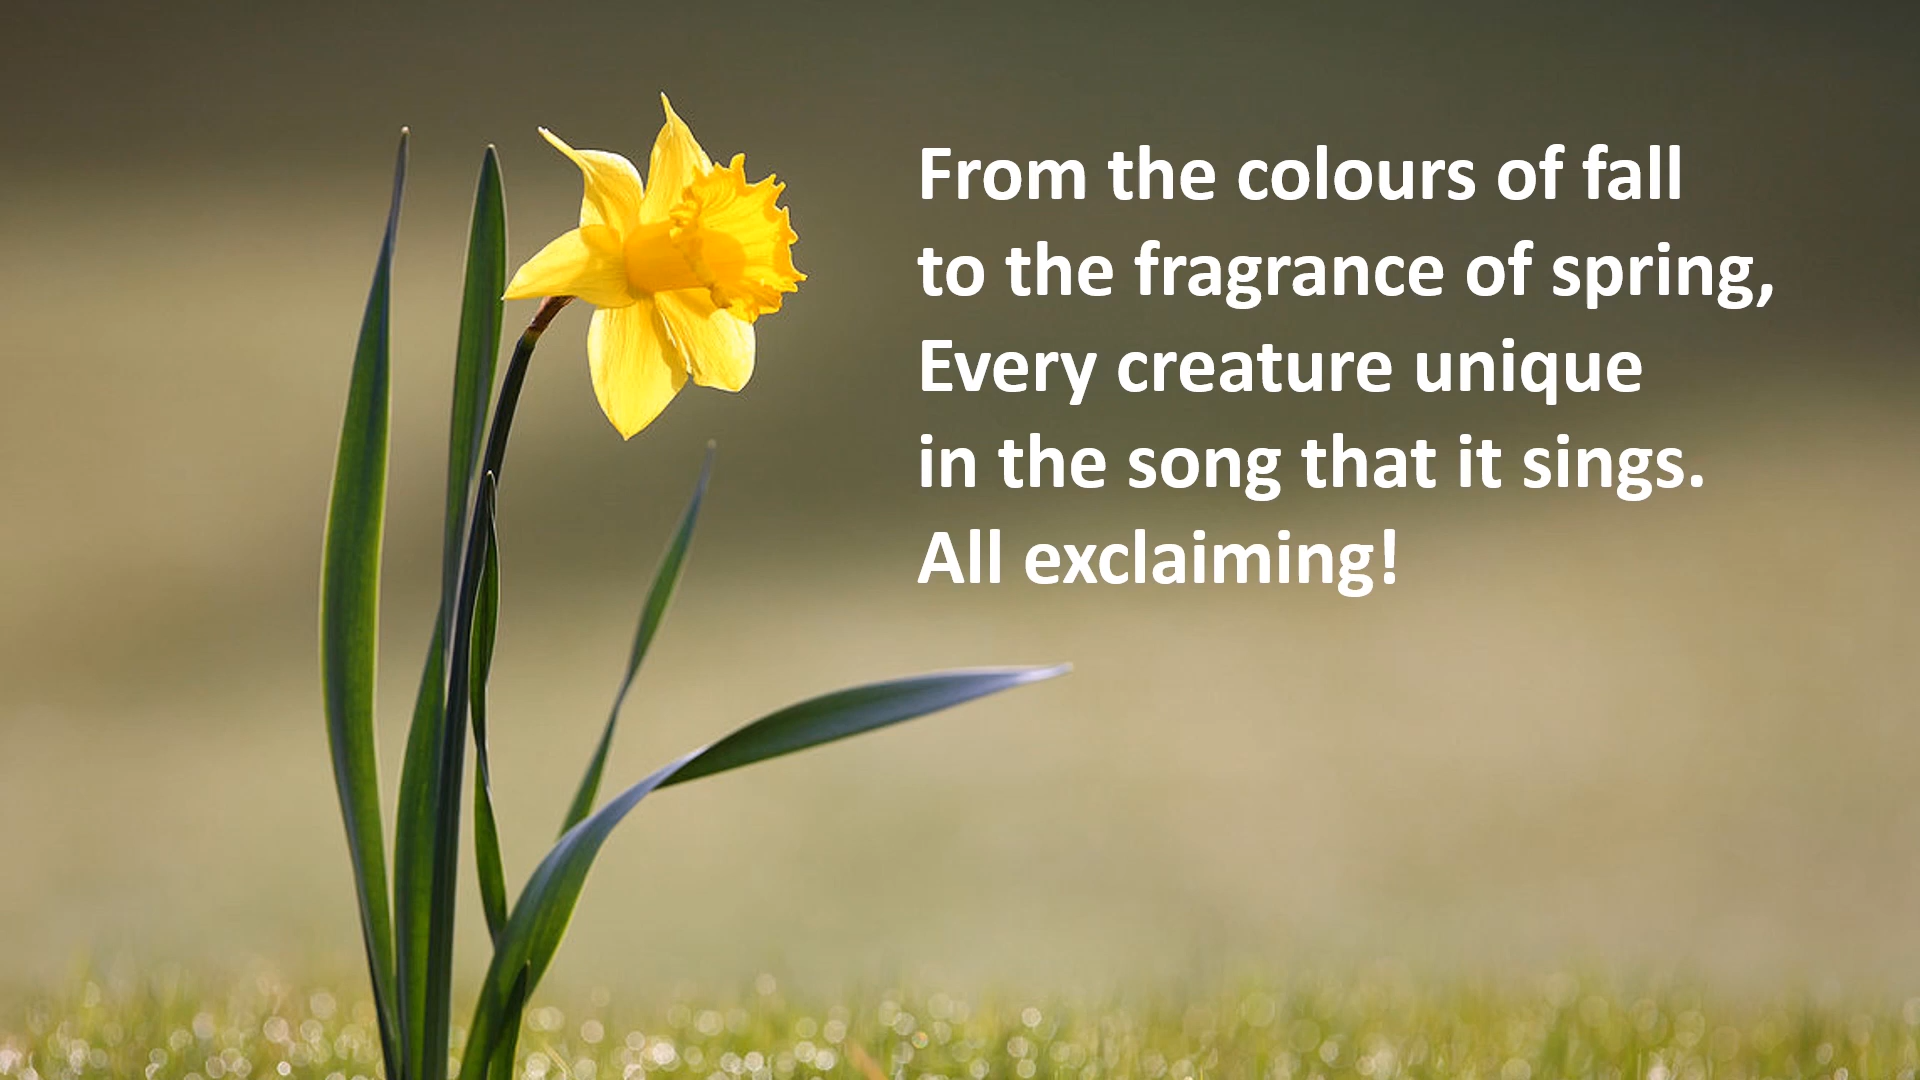 From the colours of fall
to the fragrance of spring,
Every creature unique
in the song that it sings.
All exclaiming!